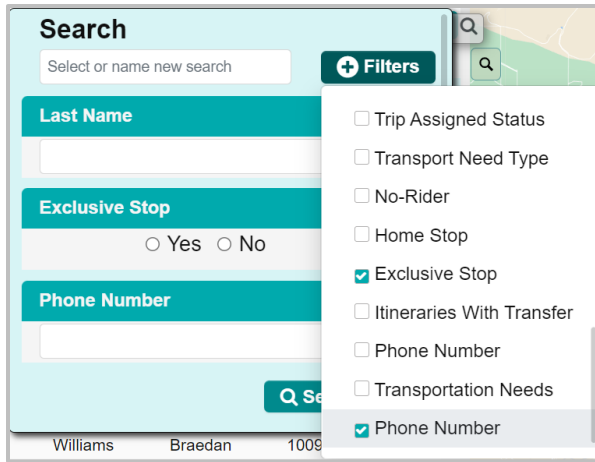 Search
Select or name new search
Filters
Last Name
Exclusive Stop
Yes No
Phone Number
Trip Assigned Status
Transport Need Type
No-Rider
Home Stop
Exclusive Stop
Itineraries With Transfer
Phone Number
Transportation Needs
Phone Number
Williams Braedan